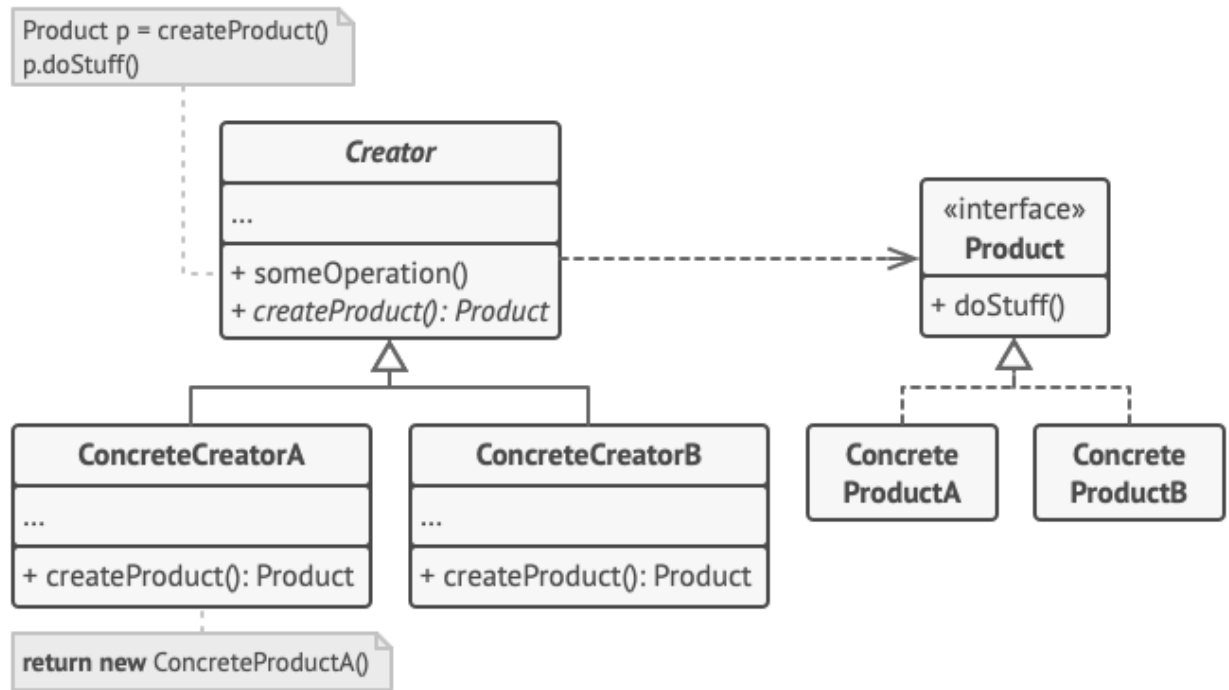 Product p = createProduct()
p.doStuff()
Creator
...
+ someOperation()
+ createProduct(): Product
«interface»
Product
+ doStuff()
ConcreteCreatorA
...
+ createProduct(): Product
ConcreteCreatorB
...
+ createProduct(): Product
Concrete
ProductA
Concrete
ProductB
return new ConcreteProductA()